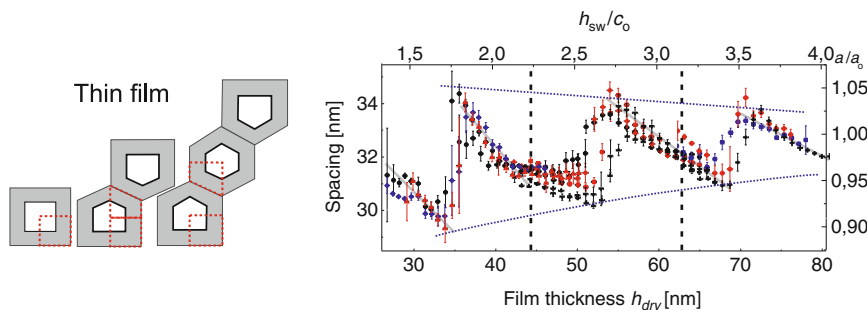 Thin film
h_sw/c_o
1,5 2,0 2,5 3,0 3,5 4,0 a/a_o
34
32
30
Spacing [nm]
1,05
1,00
0,95
0,90
30 40 50 60 70 80
Film thickness h_dry [nm]